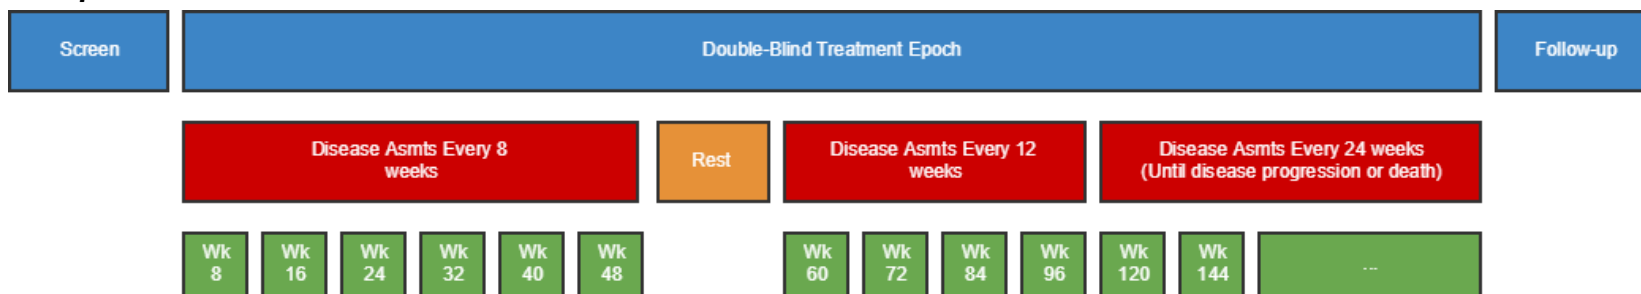 Screen
Double-Blind Treatment Epoch
Follow-up
Disease Asmts Every 8
weeks
Rest
Disease Asmts Every 12
weeks
Disease Asmts Every 24 weeks
(Until disease progression or death)
Wk
8
Wk
16
Wk
24
Wk
32
Wk
40
Wk
48
Wk
60
Wk
72
Wk
84
Wk
96
Wk
120
Wk
144
...